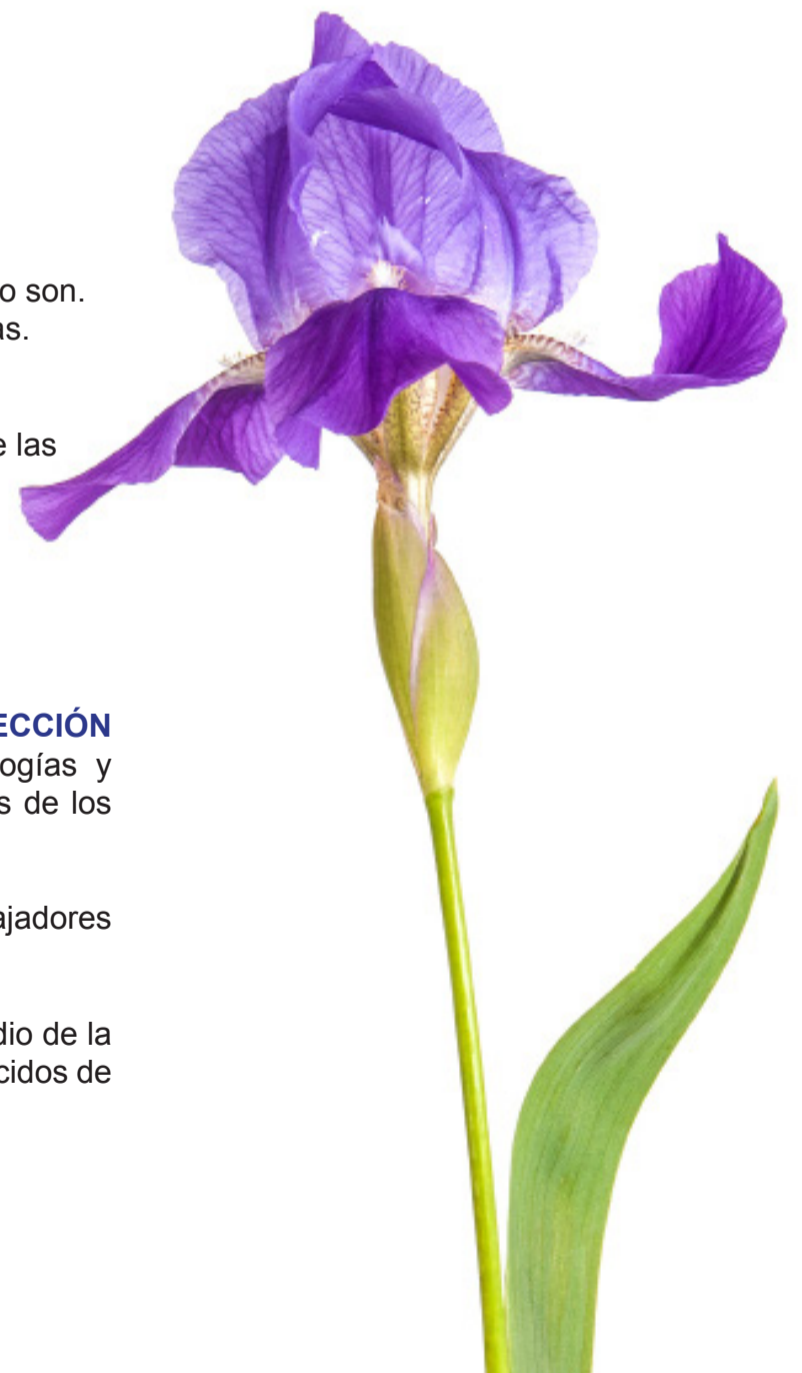 o son.
as.
e las
ECCIÓN
ogías y
s de los
ajadores
dio de la
cidos de